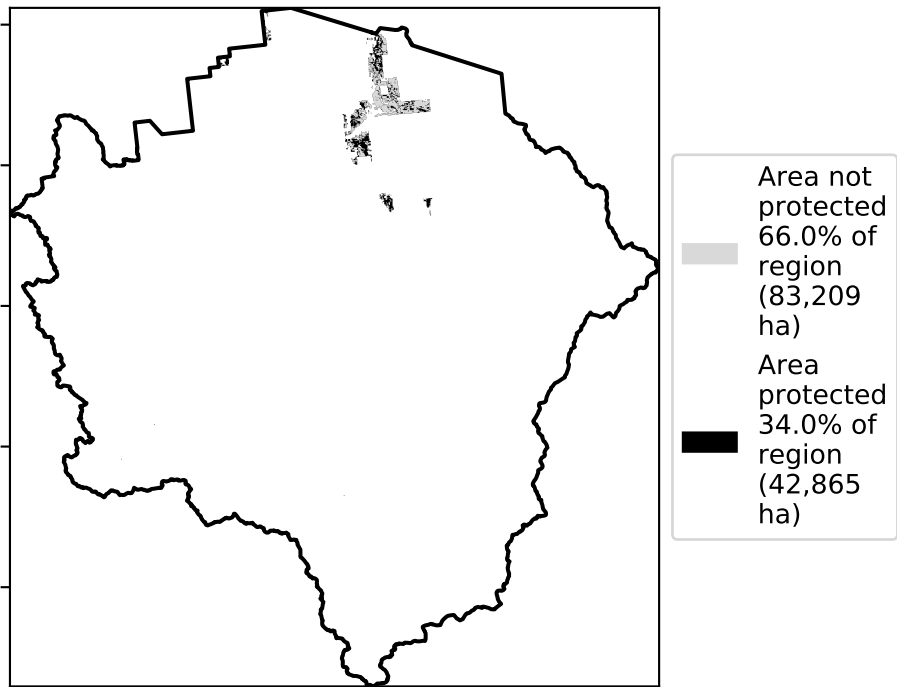 Area not
protected
66.0% of
region
(83,209
ha)
Area
protected
34.0% of
region
(42,865
ha)